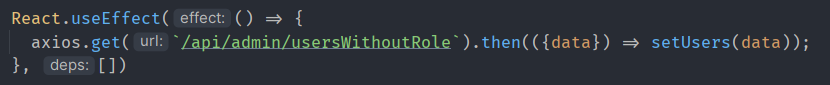 React.useEffect( effect: () => {
axios.get( url: `/api/admin/usersWithoutRole`).then(({data}) => setUsers(data));
}, deps: [])